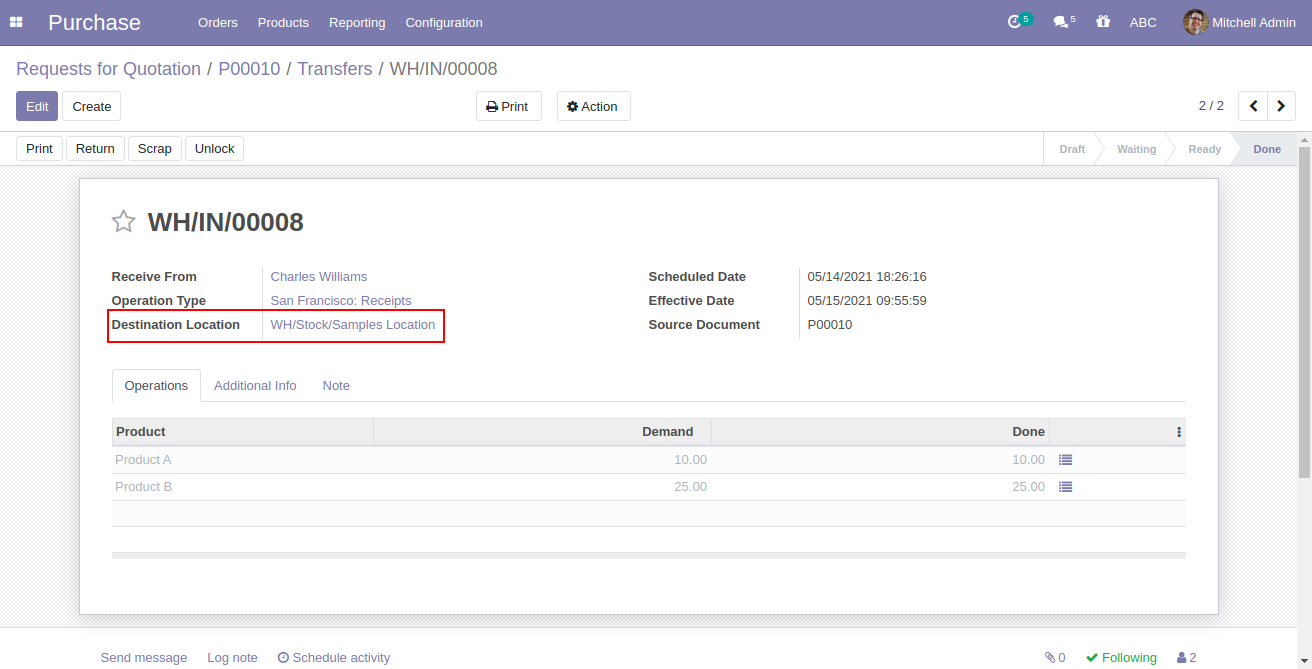 Purchase Orders Products Reporting Configuration 5 5 ABC Mitchell Admin
Requests for Quotation / P00010 / Transfers / WH/IN/00008
Edit Create Print Action 2 / 2
Print Return Scrap Unlock Draft Waiting Ready Done
WH/IN/00008
Receive From Charles Williams Scheduled Date 05/14/2021 18:26:16
Operation Type San Francisco: Receipts Effective Date 05/15/2021 09:55:59
Destination Location WH/Stock/Samples Location Source Document P00010
Operations Additional Info Note
Product Demand Done
Product A 10.00 10.00
Product B 25.00 25.00
Send message Log note Schedule activity 0 Following 2